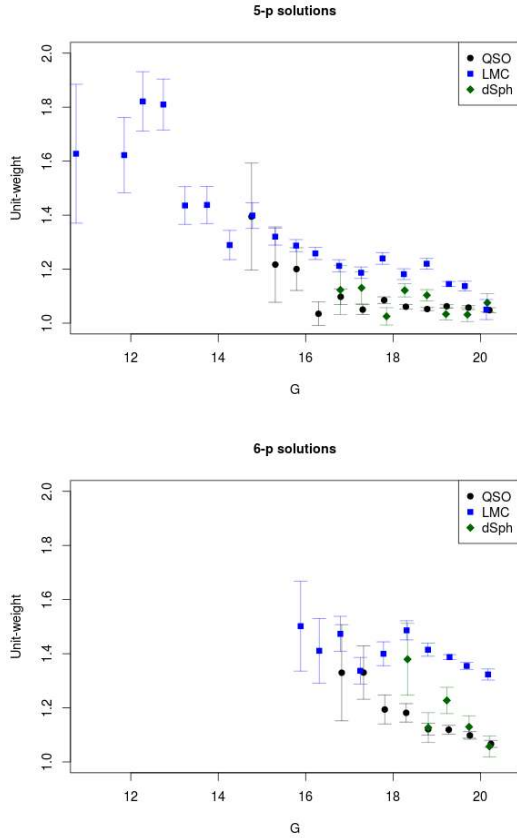 5-p solutions
2.0
1.8
1.6
1.4
1.2
1.0
Unit-weight
QSO
LMC
dSph
12 14 16 18 20
G
6-p solutions
2.0
1.8
1.6
1.4
1.2
1.0
Unit-weight
QSO
LMC
dSph
12 14 16 18 20
G